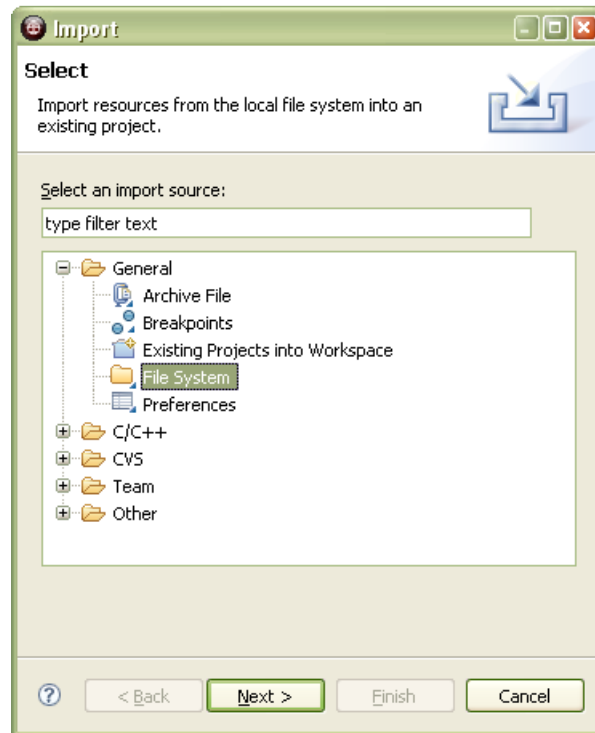 Import
Select
Import resources from the local file system into an
existing project.
Select an import source:
type filter text
General
Archive File
Breakpoints
Existing Projects into Workspace
File System
Preferences
C/C++
CVS
Team
Other
? < Back Next > Finish Cancel